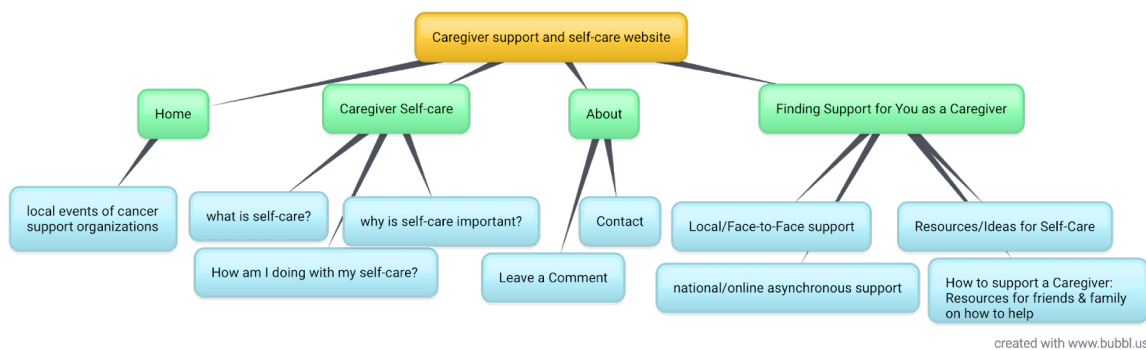 Caregiver support and self-care website
Home
Caregiver Self-care
About
Finding Support for You as a Caregiver
local events of cancer
support organizations
what is self-care?
why is self-care important?
How am I doing with my self-care?
Contact
Leave a Comment
Local/Face-to-Face support
Resources/Ideas for Self-Care
national/online asynchronous support
How to support a Caregiver:
Resources for friends & family
on how to help
created with www.bubbl.us